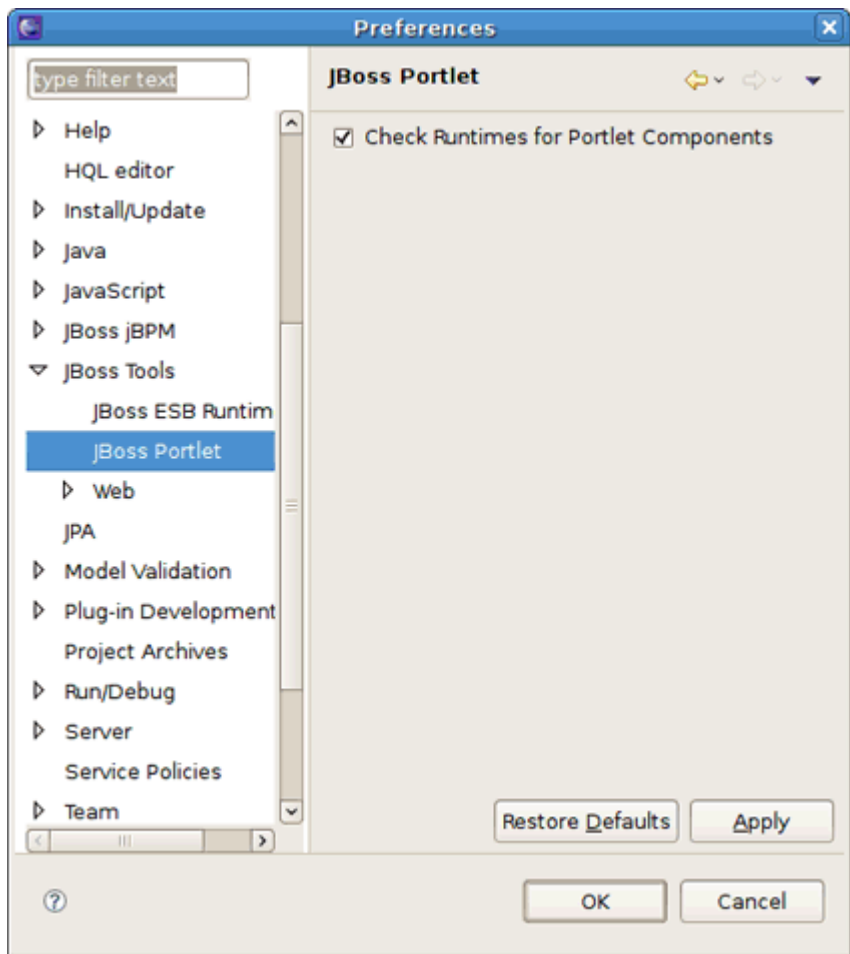 Preferences
type filter text
JBoss Portlet
Check Runtimes for Portlet Components
Help
HQL editor
Install/Update
Java
JavaScript
JBoss jBPM
JBoss Tools
JBoss ESB Runtim
JBoss Portlet
Web
JPA
Model Validation
Plug-in Development
Project Archives
Run/Debug
Server
Service Policies
Team
Restore Defaults
Apply
OK
Cancel